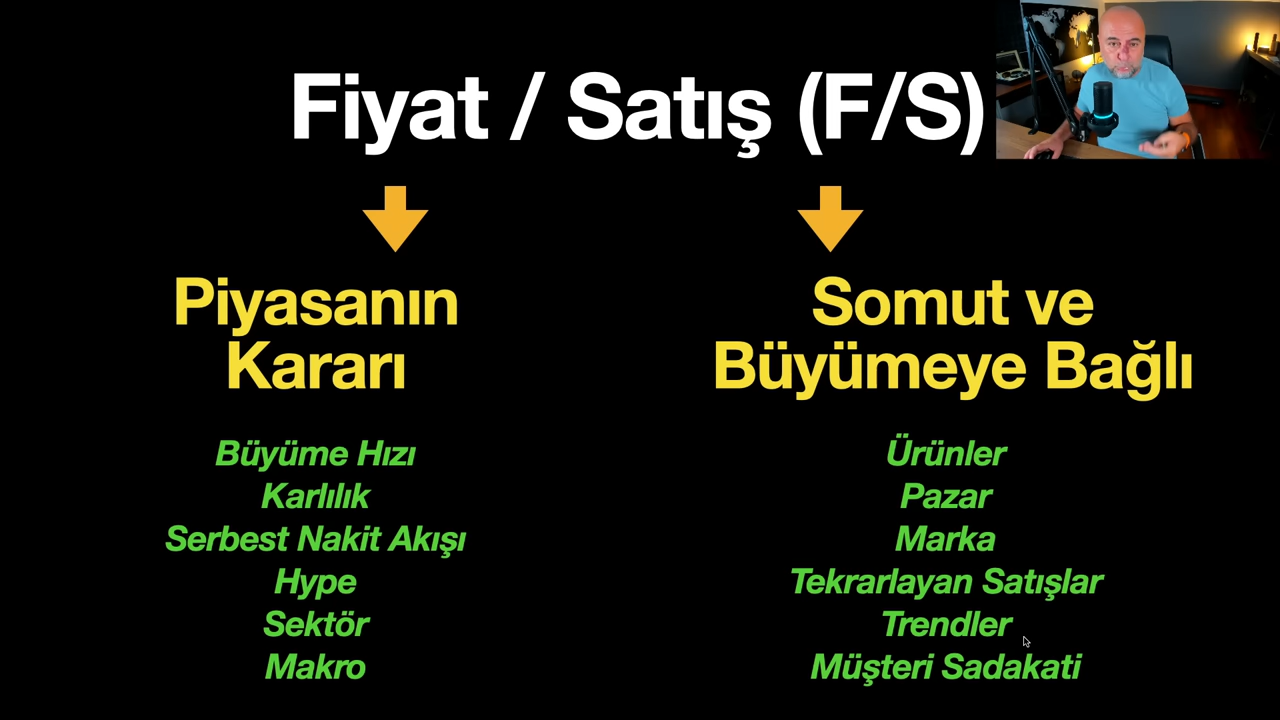 Fiyat / Satış (F/S)
Piyasanın
Kararı
Büyüme Hızı
Karlılık
Serbest Nakit Akışı
Hype
Sektör
Makro
Somut ve
Büyümeye Bağlı
Ürünler
Pazar
Marka
Tekrarlayan Satışlar
Trendler
Müşteri Sadakati